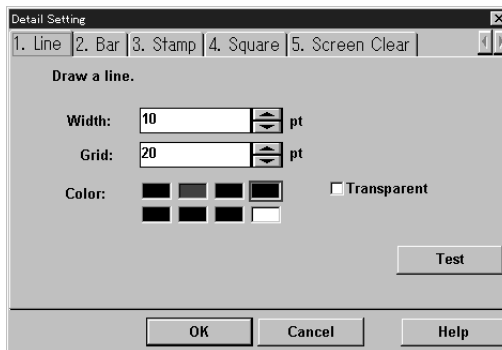 Detail Setting
1. Line 2. Bar 3. Stamp 4. Square 5. Screen Clear
Draw a line.
Width: 10 pt
Grid: 20 pt
Color: Transparent
Test
OK Cancel Help